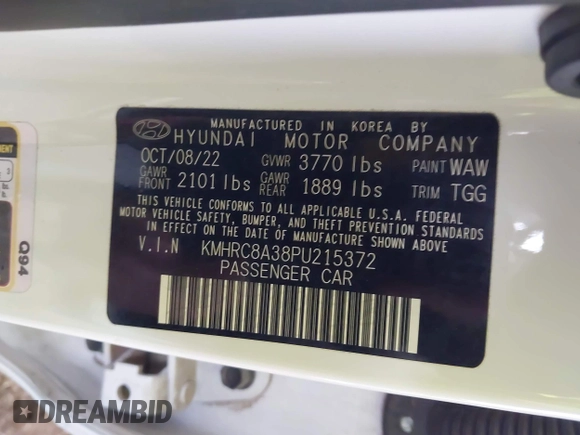 MANUFACTURED IN KOREA BY
HYUNDAI MOTOR COMPANY
OCT/08/22 GVWR 3770 lbs PAINT WAW
GAWR FRONT 2101 lbs GAWR REAR 1889 lbs TRIM TGG
THIS VEHICLE CONFORMS TO ALL APPLICABLE U.S.A. FEDERAL
MOTOR VEHICLE SAFETY, BUMPER, AND THEFT PREVENTION STANDARDS
IN EFFECT ON THE DATE OF MANUFACTURE SHOWN ABOVE
V.I.N KMHRC8A38PU215372
PASSENGER CAR
Q94
DREAMBID